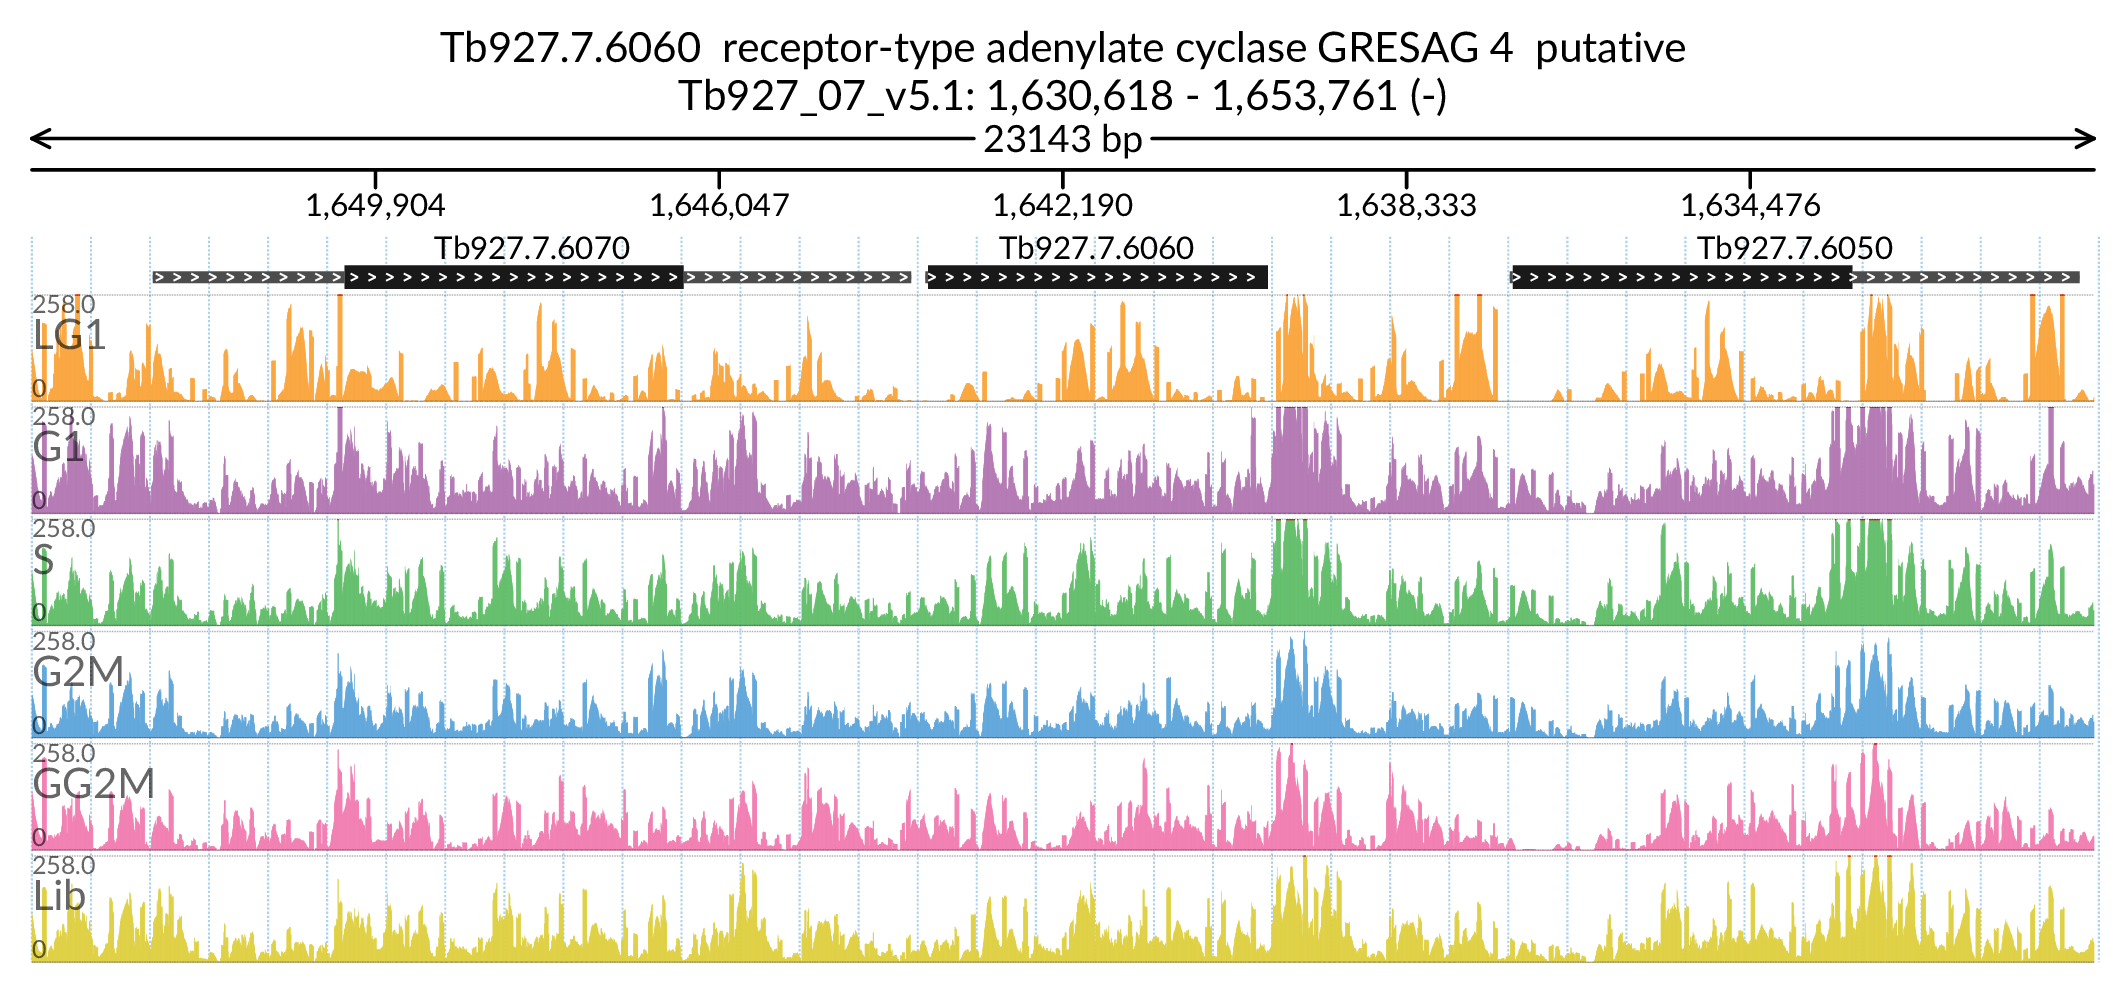 Tb927.7.6060 receptor-type adenylate cyclase GRESAG 4 putative
Tb927_07_v5.1: 1,630,618 - 1,653,761 (-)
23143 bp
1,649,904 1,646,047 1,642,190 1,638,333 1,634,476
Tb927.7.6070 Tb927.7.6060 Tb927.7.6050
258.0
LG1
0
258.0
G1
0
258.0
S
0
258.0
G2M
0
258.0
GG2M
0
258.0
Lib
0